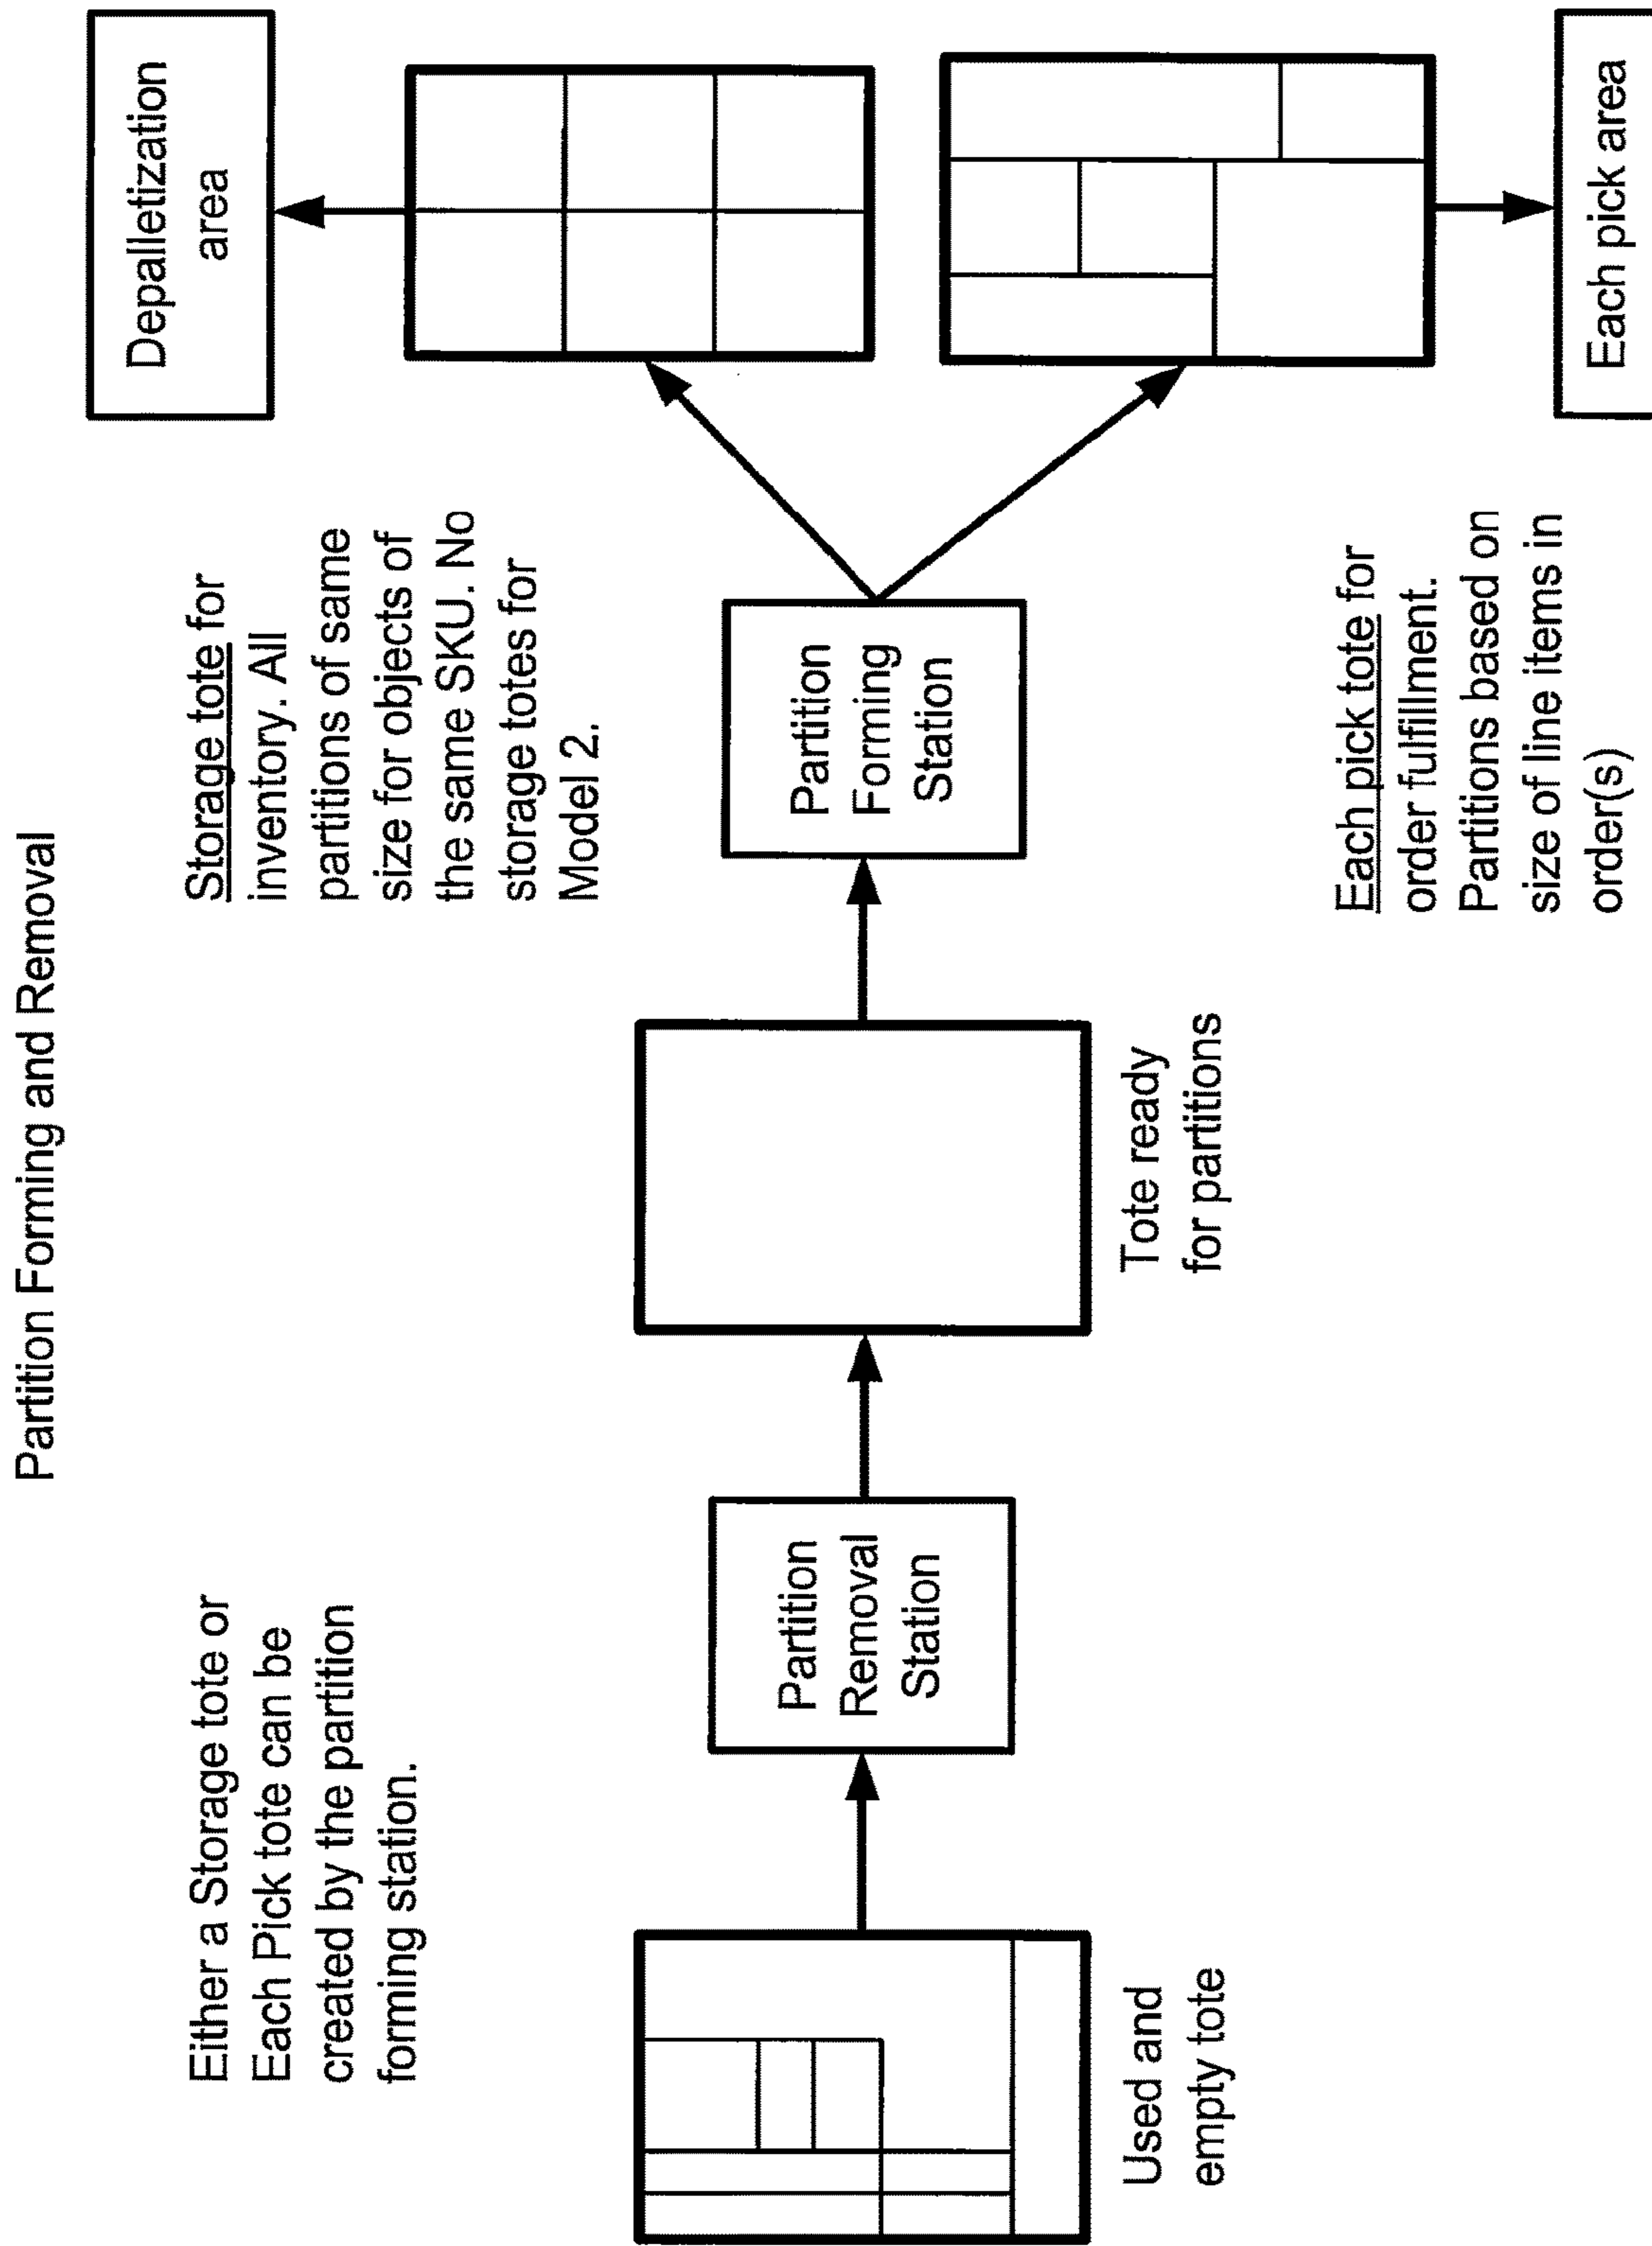 Partition Forming and Removal
Either a Storage tote or
Each Pick tote can be
created by the partition
forming station.
Storage tote for
inventory. All
partitions of same
size for objects of
the same SKU. No
storage totes for
Model 2.
Depalletization
area
Partition
Removal
Station
Partition
Forming
Station
Used and
empty tote
Tote ready
for partitions
Each pick tote for
order fulfillment.
Partitions based on
size of line items in
order(s)
Each pick area